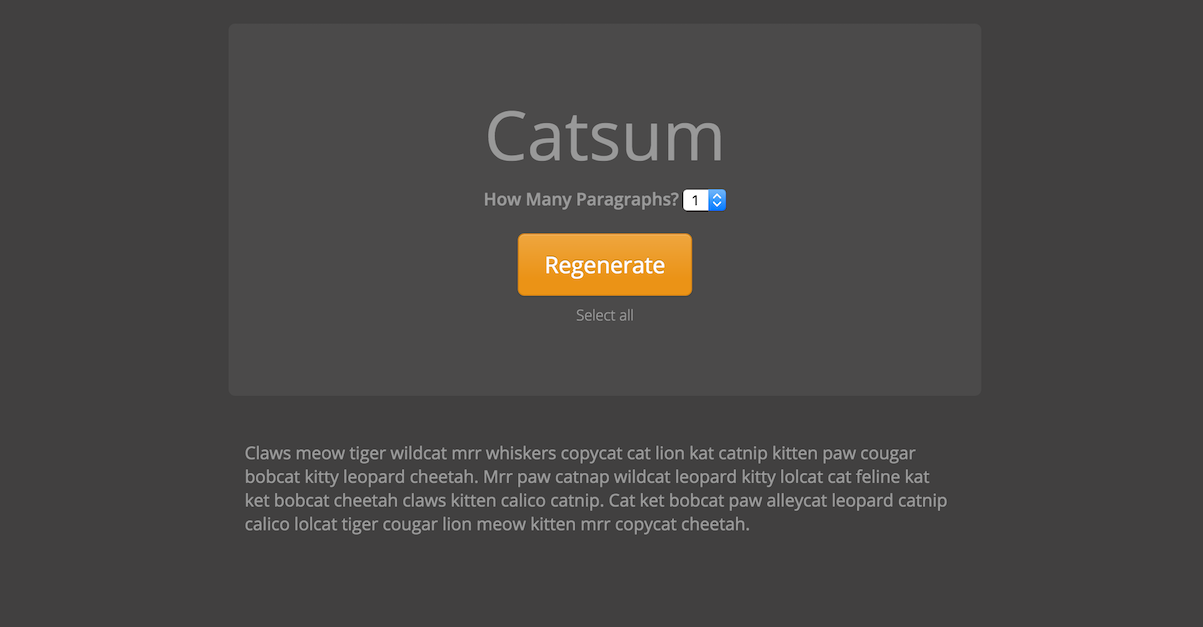 Catsum
How Many Paragraphs? 1
Regenerate
Select all
Claws meow tiger wildcat mrr whiskers copycat cat lion kat catnip kitten paw cougar
bobcat kitty leopard cheetah. Mrr paw catnap wildcat leopard kitty lolcat cat feline kat
ket bobcat cheetah claws kitten calico catnip. Cat ket bobcat paw alleycat leopard catnip
calico lolcat tiger cougar lion meow kitten mrr copycat cheetah.